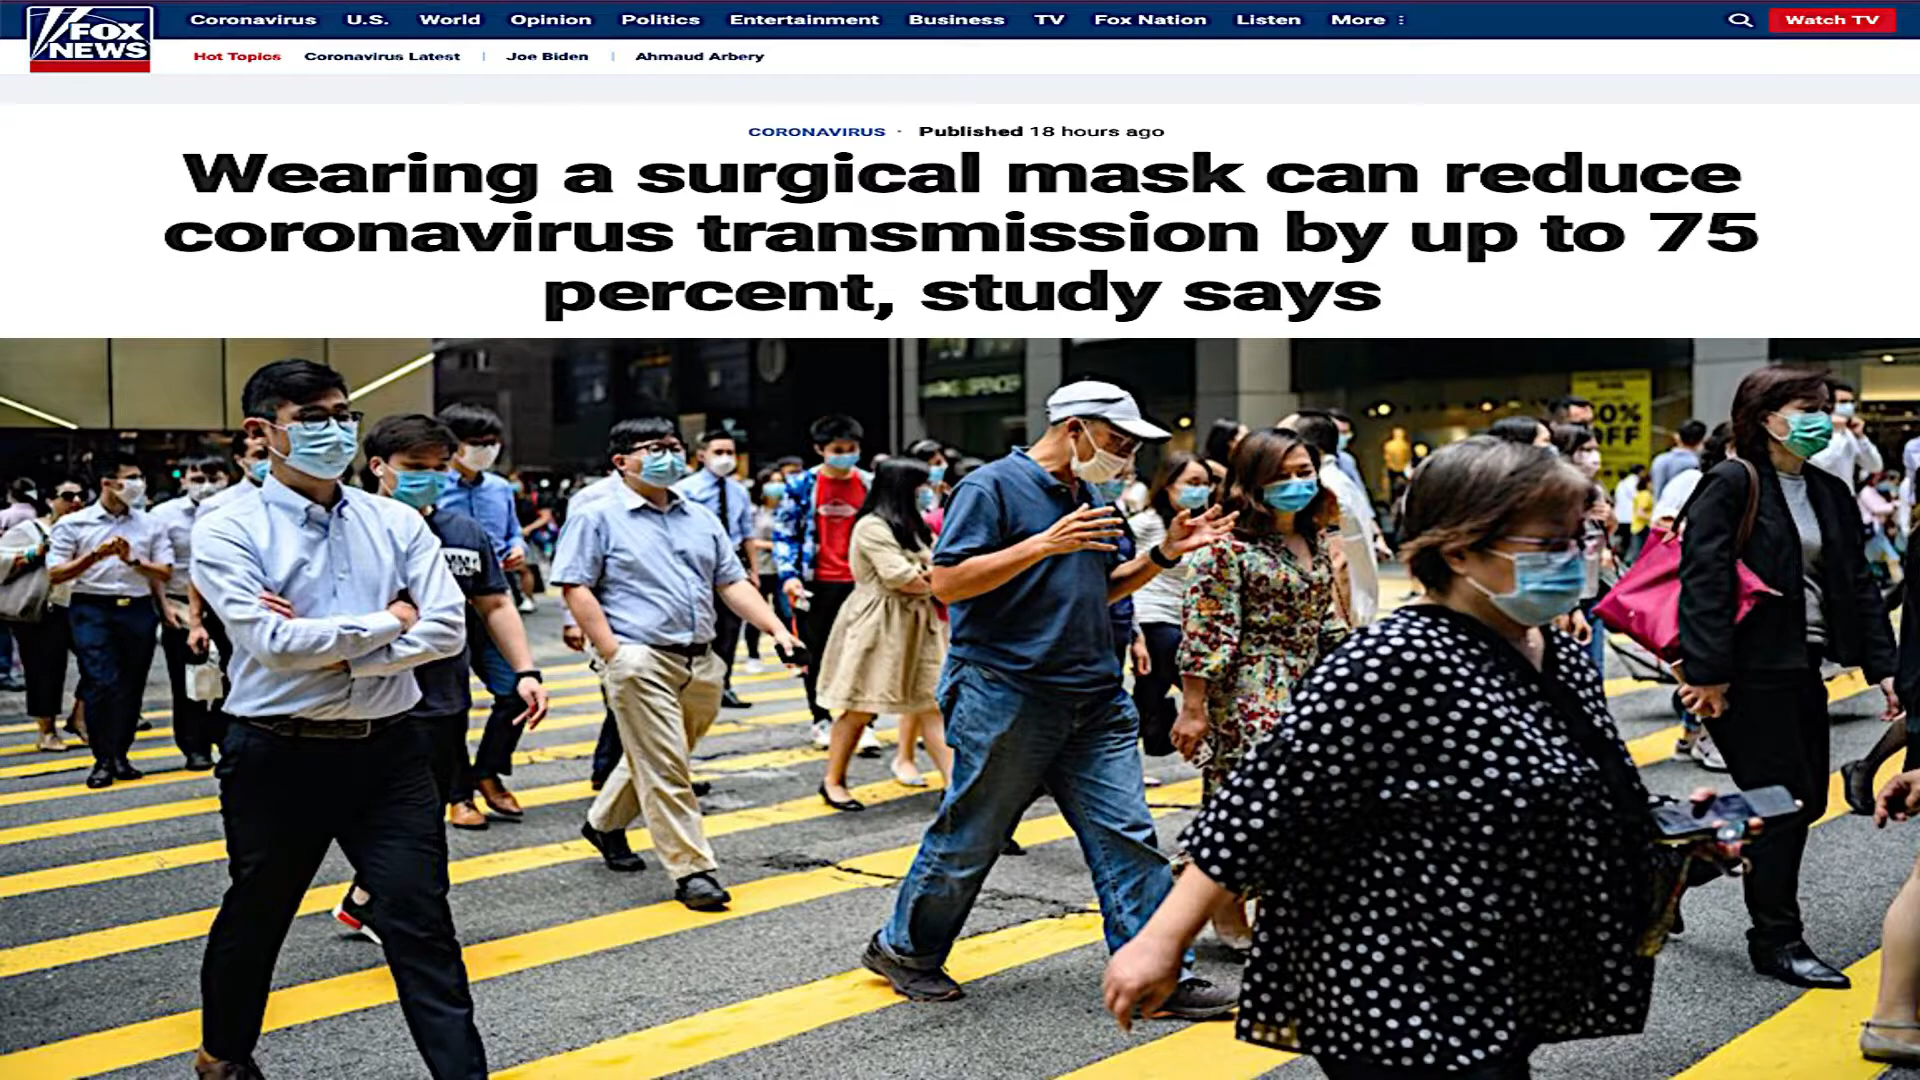 FOX
NEWS
Coronavirus U.S. World Opinion Politics Entertainment Business TV Fox Nation Listen More Watch TV
Hot Topics Coronavirus Latest Joe Biden Ahmaud Arbery
CORONAVIRUS · Published 18 hours ago
Wearing a surgical mask can reduce
coronavirus transmission by up to 75
percent, study says